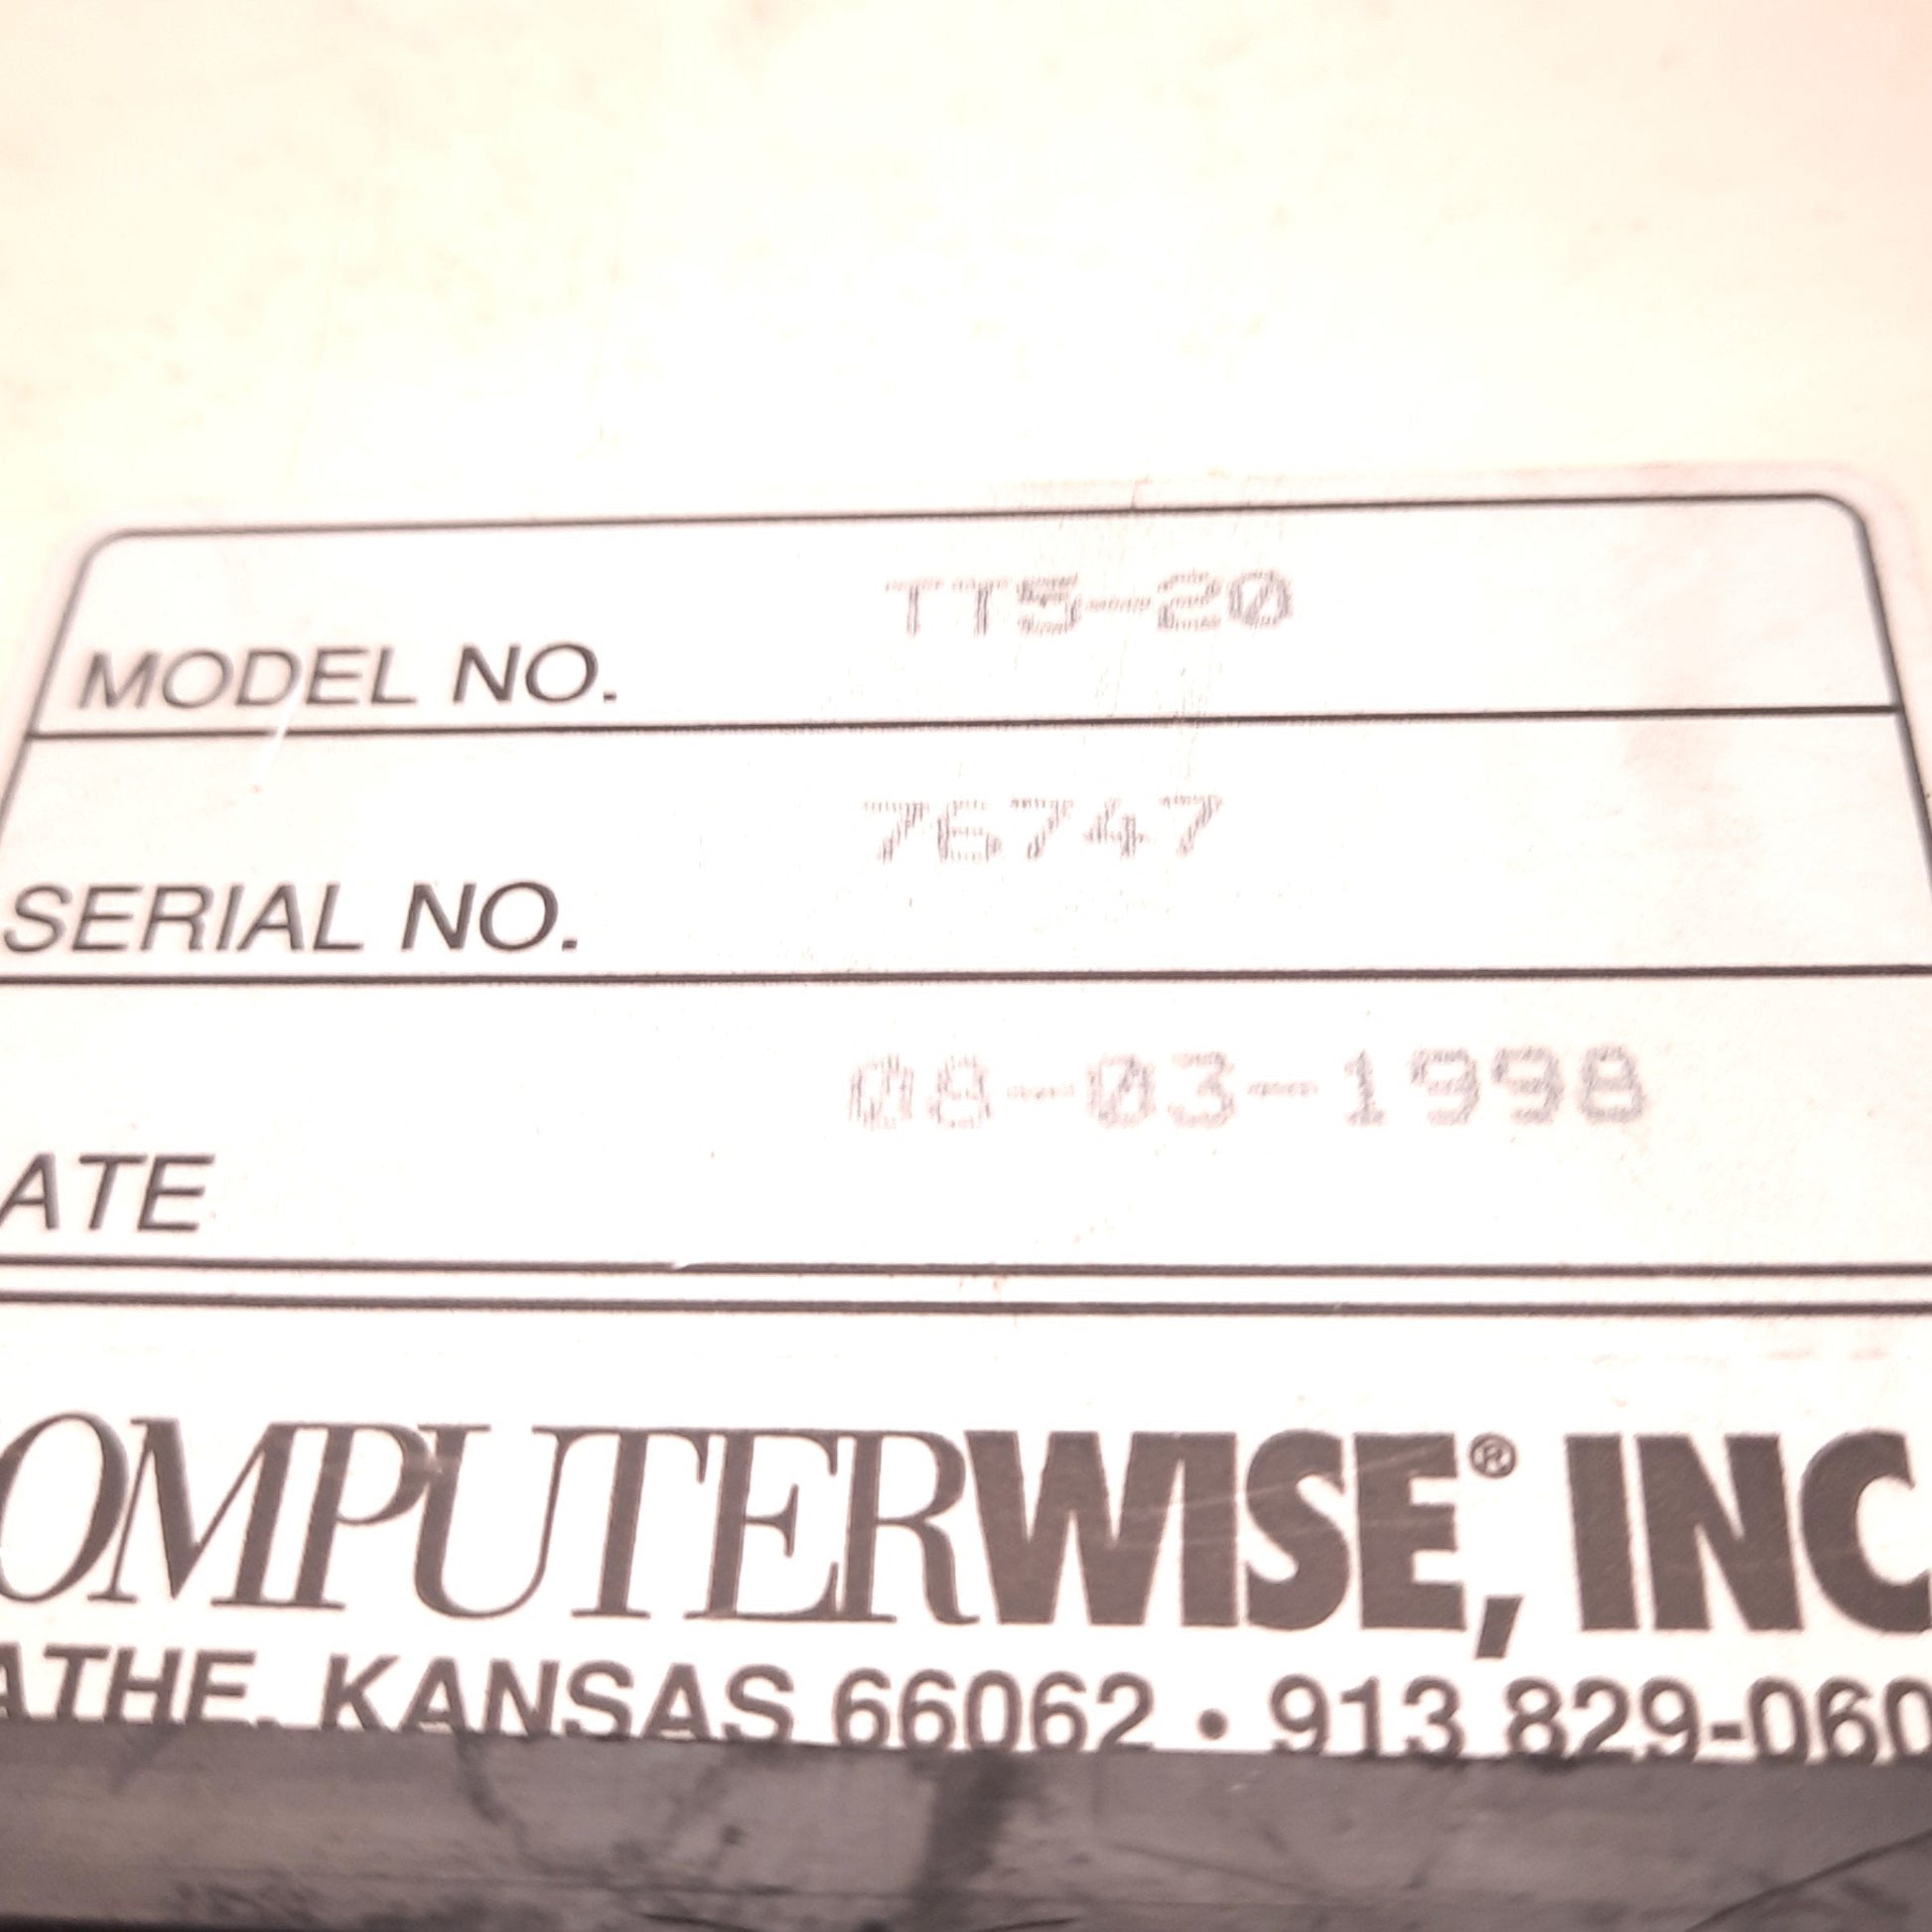 TT5-20
MODEL NO.
76747
SERIAL NO.
08-03-1998
ATE
OMPUTERWISE®, INC
ATHE, KANSAS 66062 • 913 829-060